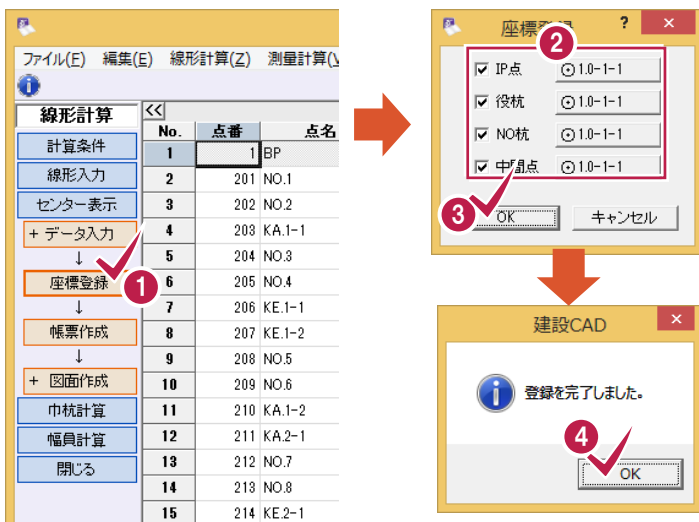 ファイル(F) 編集(E) 線形計算(Z) 測量計算(V
線形計算
計算条件
線形入力
センター表示
+ データ入力
↓
座標登録
1
↓
帳票作成
↓
+ 図面作成
巾杭計算
幅員計算
閉じる
<<
No. 点番 点名
1 1 BP
2 201 NO.1
3 202 NO.2
4 203 KA.1-1
5 204 NO.3
6 205 NO.4
7 206 KE.1-1
8 207 KE.1-2
9 208 NO.5
10 209 NO.6
11 210 KA.1-2
12 211 KA.2-1
13 212 NO.7
14 213 NO.8
15 214 KE.2-1
座標登 ? ×
2
IP点 1.0-1-1
役杭 1.0-1-1
NO杭 1.0-1-1
中間点 1.0-1-1
3
OK キャンセル
建設CAD ×
登録を完了しました。
4
OK